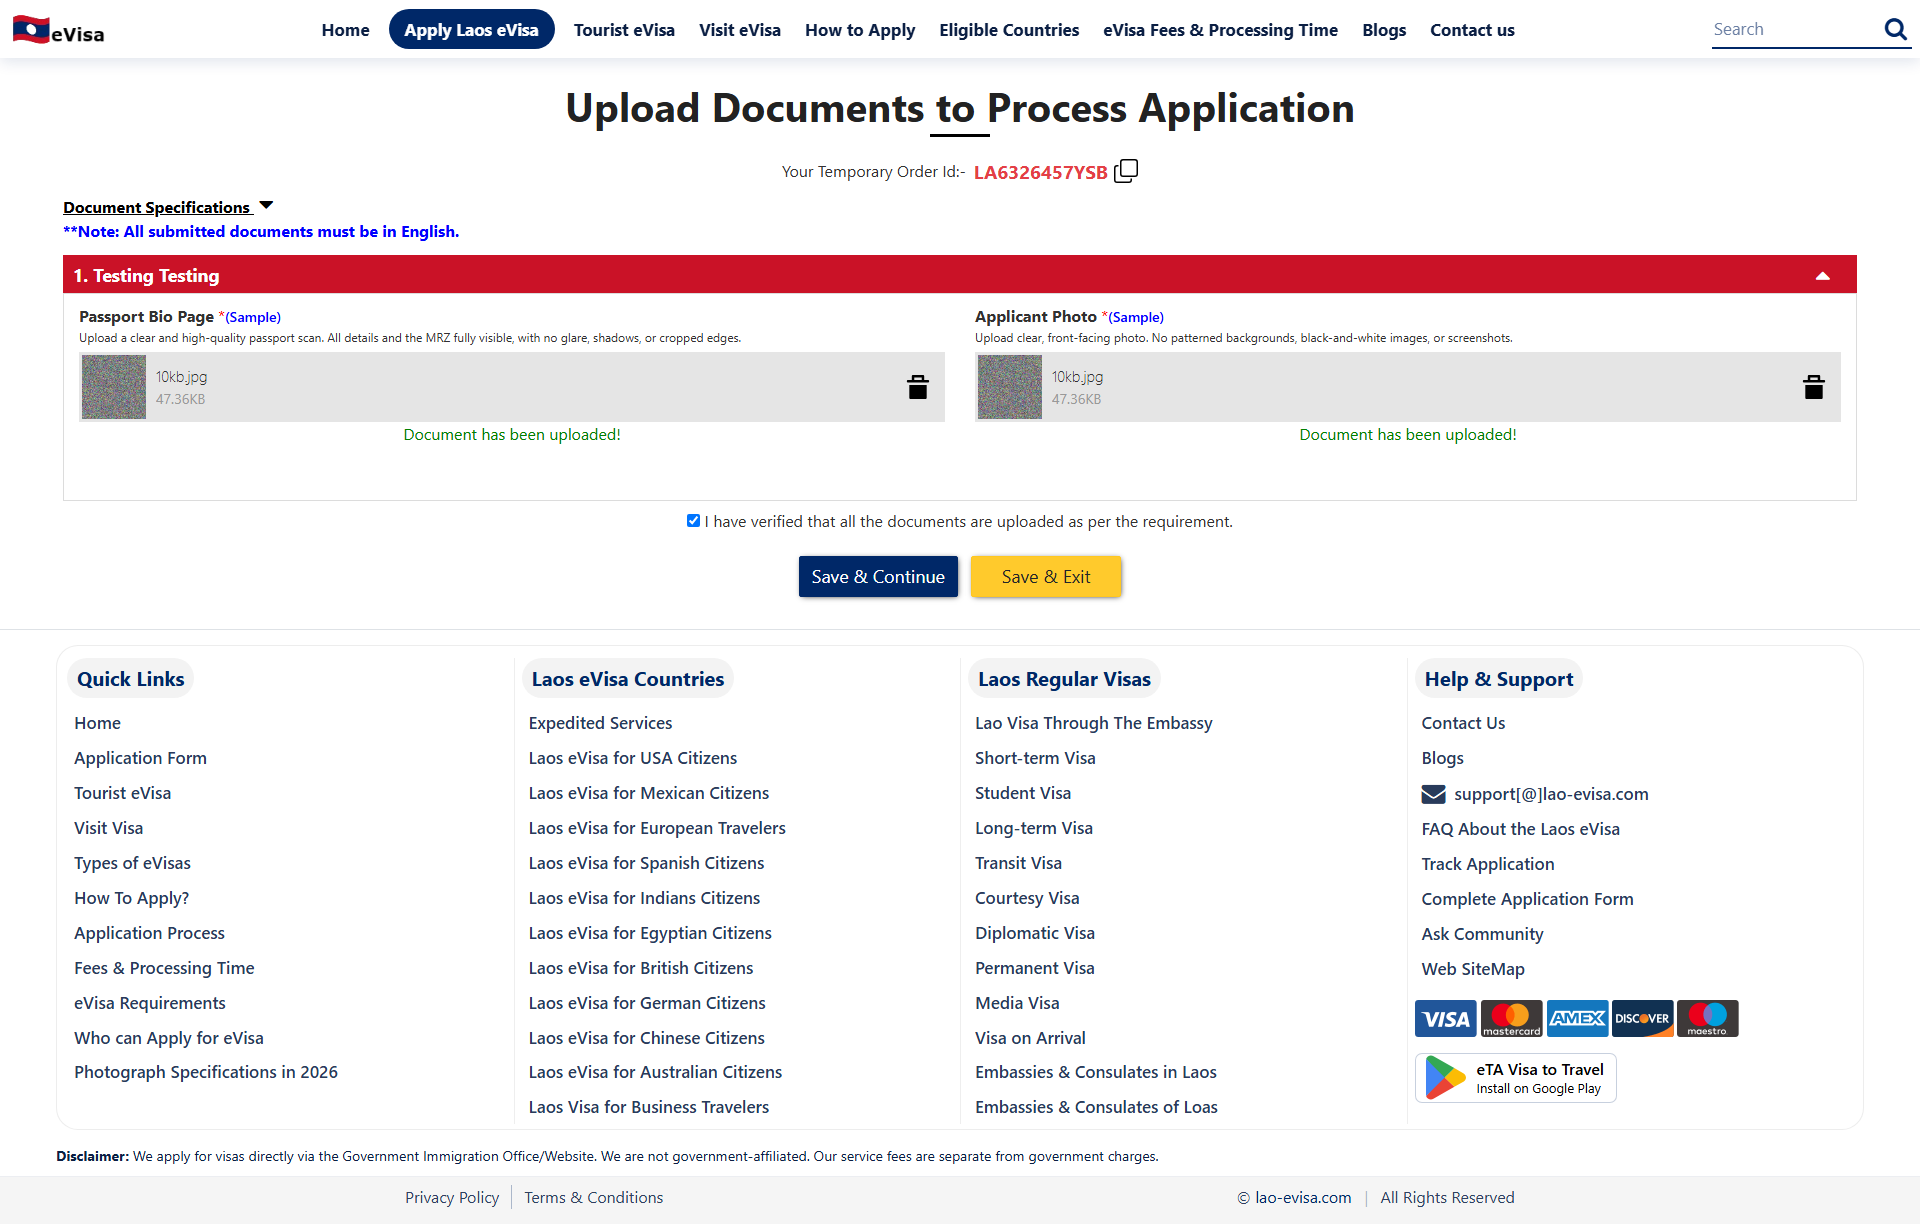 eVisa
Home
Apply Laos eVisa
Tourist eVisa
Visit eVisa
How to Apply
Eligible Countries
eVisa Fees & Processing Time
Blogs
Contact us
Search
Upload Documents to Process Application
Your Temporary Order Id:- LA6326457YSB
Document Specifications
**Note: All submitted documents must be in English.
1. Testing Testing
Passport Bio Page *(Sample)
Upload a clear and high-quality passport scan. All details and the MRZ fully visible, with no glare, shadows, or cropped edges.
10kb.jpg
47.36KB
Document has been uploaded!
Applicant Photo *(Sample)
Upload clear, front-facing photo. No patterned backgrounds, black-and-white images, or screenshots.
10kb.jpg
47.36KB
Document has been uploaded!
I have verified that all the documents are uploaded as per the requirement.
Save & Continue
Save & Exit
Quick Links
Home
Application Form
Tourist eVisa
Visit Visa
Types of eVisas
How To Apply?
Application Process
Fees & Processing Time
eVisa Requirements
Who can Apply for eVisa
Photograph Specifications in 2026
Laos eVisa Countries
Expedited Services
Laos eVisa for USA Citizens
Laos eVisa for Mexican Citizens
Laos eVisa for European Travelers
Laos eVisa for Spanish Citizens
Laos eVisa for Indians Citizens
Laos eVisa for Egyptian Citizens
Laos eVisa for British Citizens
Laos eVisa for German Citizens
Laos eVisa for Chinese Citizens
Laos eVisa for Australian Citizens
Laos Visa for Business Travelers
Laos Regular Visas
Lao Visa Through The Embassy
Short-term Visa
Student Visa
Long-term Visa
Transit Visa
Courtesy Visa
Diplomatic Visa
Permanent Visa
Media Visa
Visa on Arrival
Embassies & Consulates in Laos
Embassies & Consulates of Loas
Help & Support
Contact Us
Blogs
support[@]lao-evisa.com
FAQ About the Laos eVisa
Track Application
Complete Application Form
Ask Community
Web SiteMap
VISA
mastercard
AMEX
DISCOVER
maestro
eTA Visa to Travel
Install on Google Play
Disclaimer: We apply for visas directly via the Government Immigration Office/Website. We are not government-affiliated. Our service fees are separate from government charges.
Privacy Policy | Terms & Conditions
© lao-evisa.com | All Rights Reserved